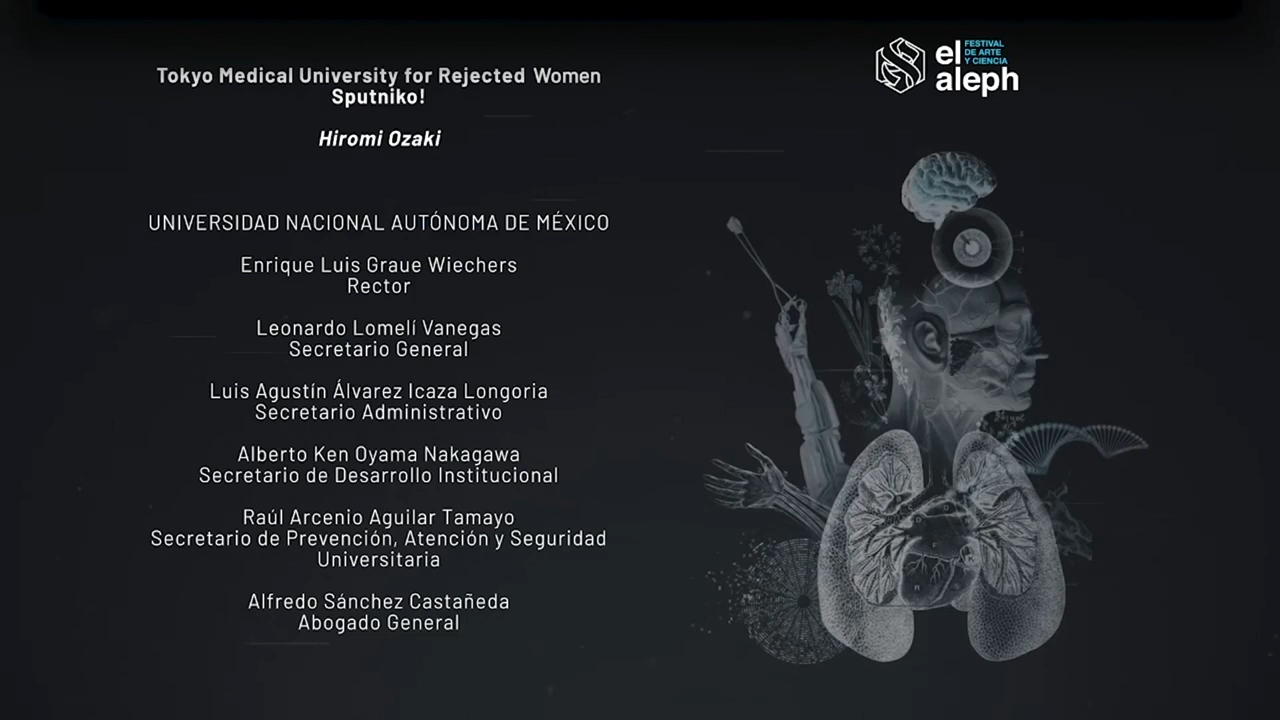 Tokyo Medical University for Rejected Women
Sputniko!
Hiromi Ozaki
UNIVERSIDAD NACIONAL AUTÓNOMA DE MÉXICO
Enrique Luis Graue Wiechers
Rector
Leonardo Lomelí Vanegas
Secretario General
Luis Agustín Álvarez Icaza Longoria
Secretario Administrativo
Alberto Ken Oyama Nakagawa
Secretario de Desarrollo Institucional
Raúl Arcenio Aguilar Tamayo
Secretario de Prevención, Atención y Seguridad
Universitaria
Alfredo Sánchez Castañeda
Abogado General
el aleph
FESTIVAL
DE ARTE
Y CIENCIA